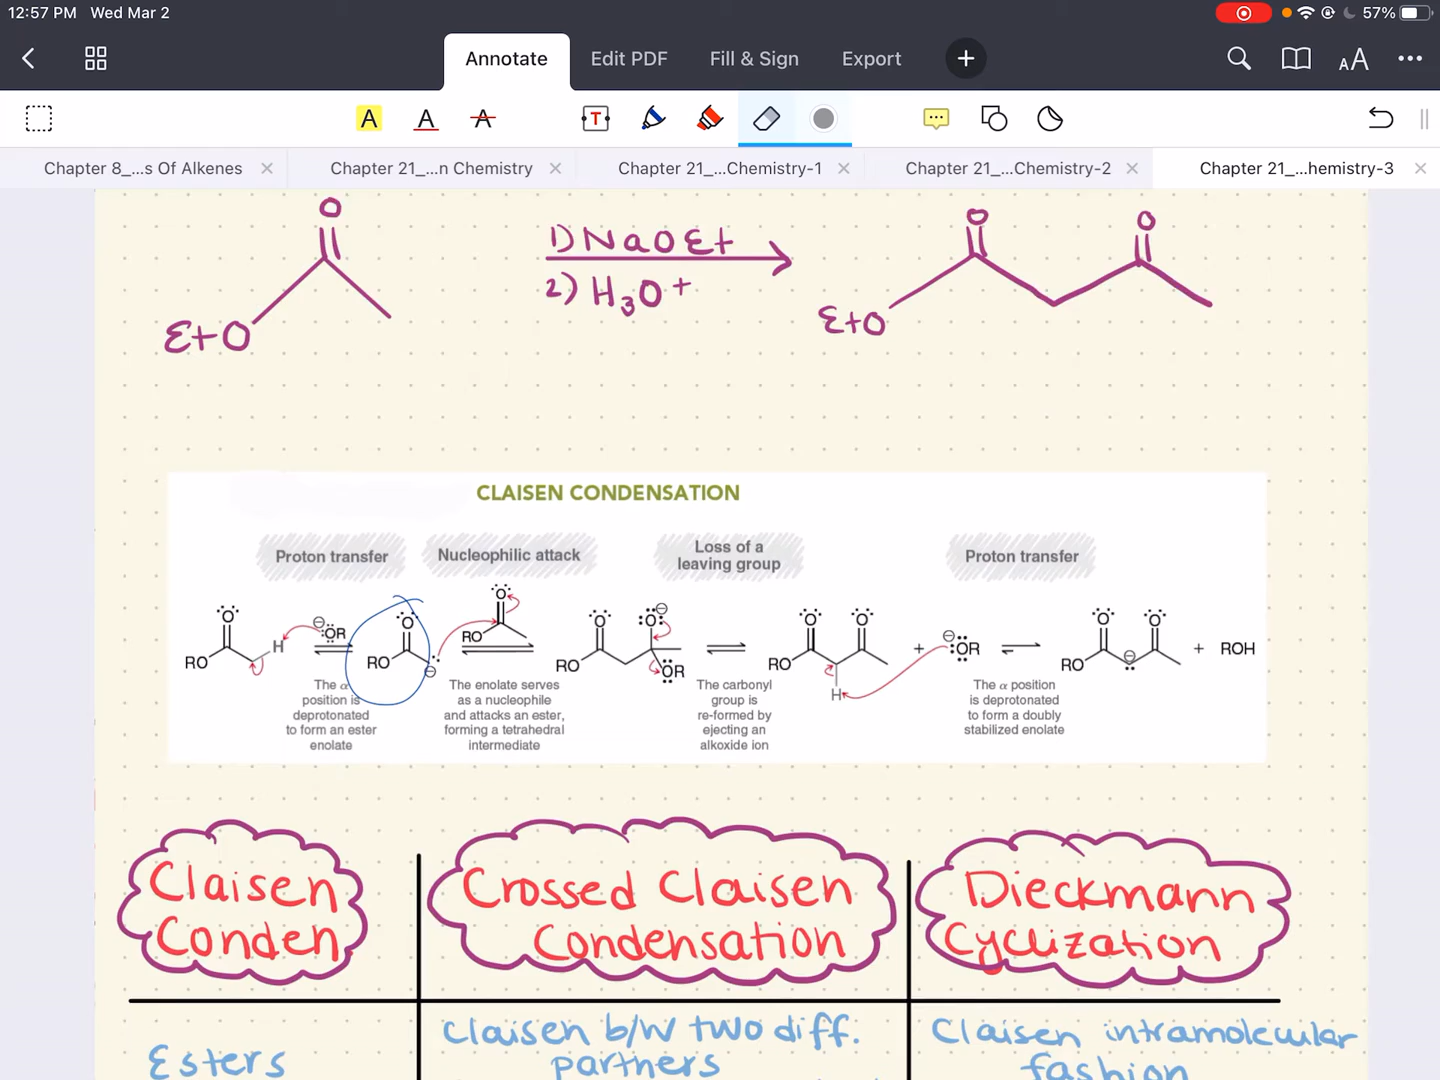 12:57 PM Wed Mar 2
57%
Annotate Edit PDF Fill & Sign Export
AA
A A A T
Chapter 8_...s Of Alkenes
Chapter 21_...n Chemistry
Chapter 21_...Chemistry-1
Chapter 21_...Chemistry-2
Chapter 21_...hemistry-3
O
EtO
1) NaOEt
2) H3O+
O O
EtO
CLAISEN CONDENSATION
Proton transfer
Nucleophilic attack
Loss of a
leaving group
Proton transfer
O
RO
H
⊖
OR
O
RO
⊖
O
RO
O
RO
O ⊖
OR
O O
RO
H
+
⊖
OR
O O
RO
⊖
+ ROH
The α
position is
deprotonated
to form an ester
enolate
The enolate serves
as a nucleophile
and attacks an ester,
forming a tetrahedral
intermediate
The carbonyl
group is
re-formed by
ejecting an
alkoxide ion
The α position
is deprotonated
to form a doubly
stabilized enolate
Claisen
Conden
Crossed Claisen
Condensation
Dieckmann
Cyclization
Esters
Claisen b/w two diff.
partners
Claisen intramolecular
fashion